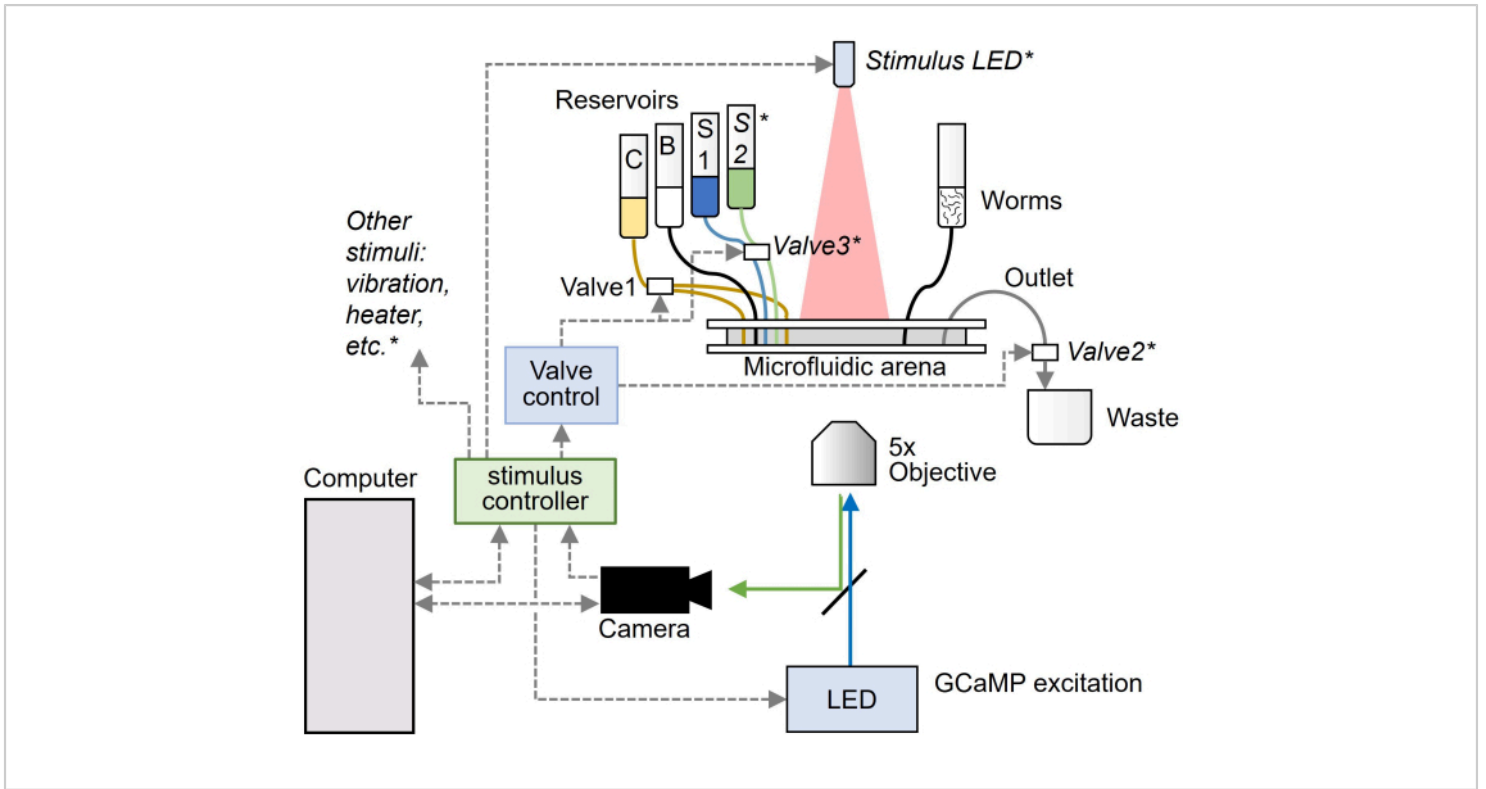 Stimulus LED*
Reservoirs
C
B
S
1
S
2
*
Worms
Other
stimuli:
vibration,
heater,
etc.*
Valve3*
Valve1
Outlet
Valve
control
Microfluidic arena
Valve2*
Waste
5x
Objective
Computer
stimulus
controller
Camera
LED
GCaMP excitation